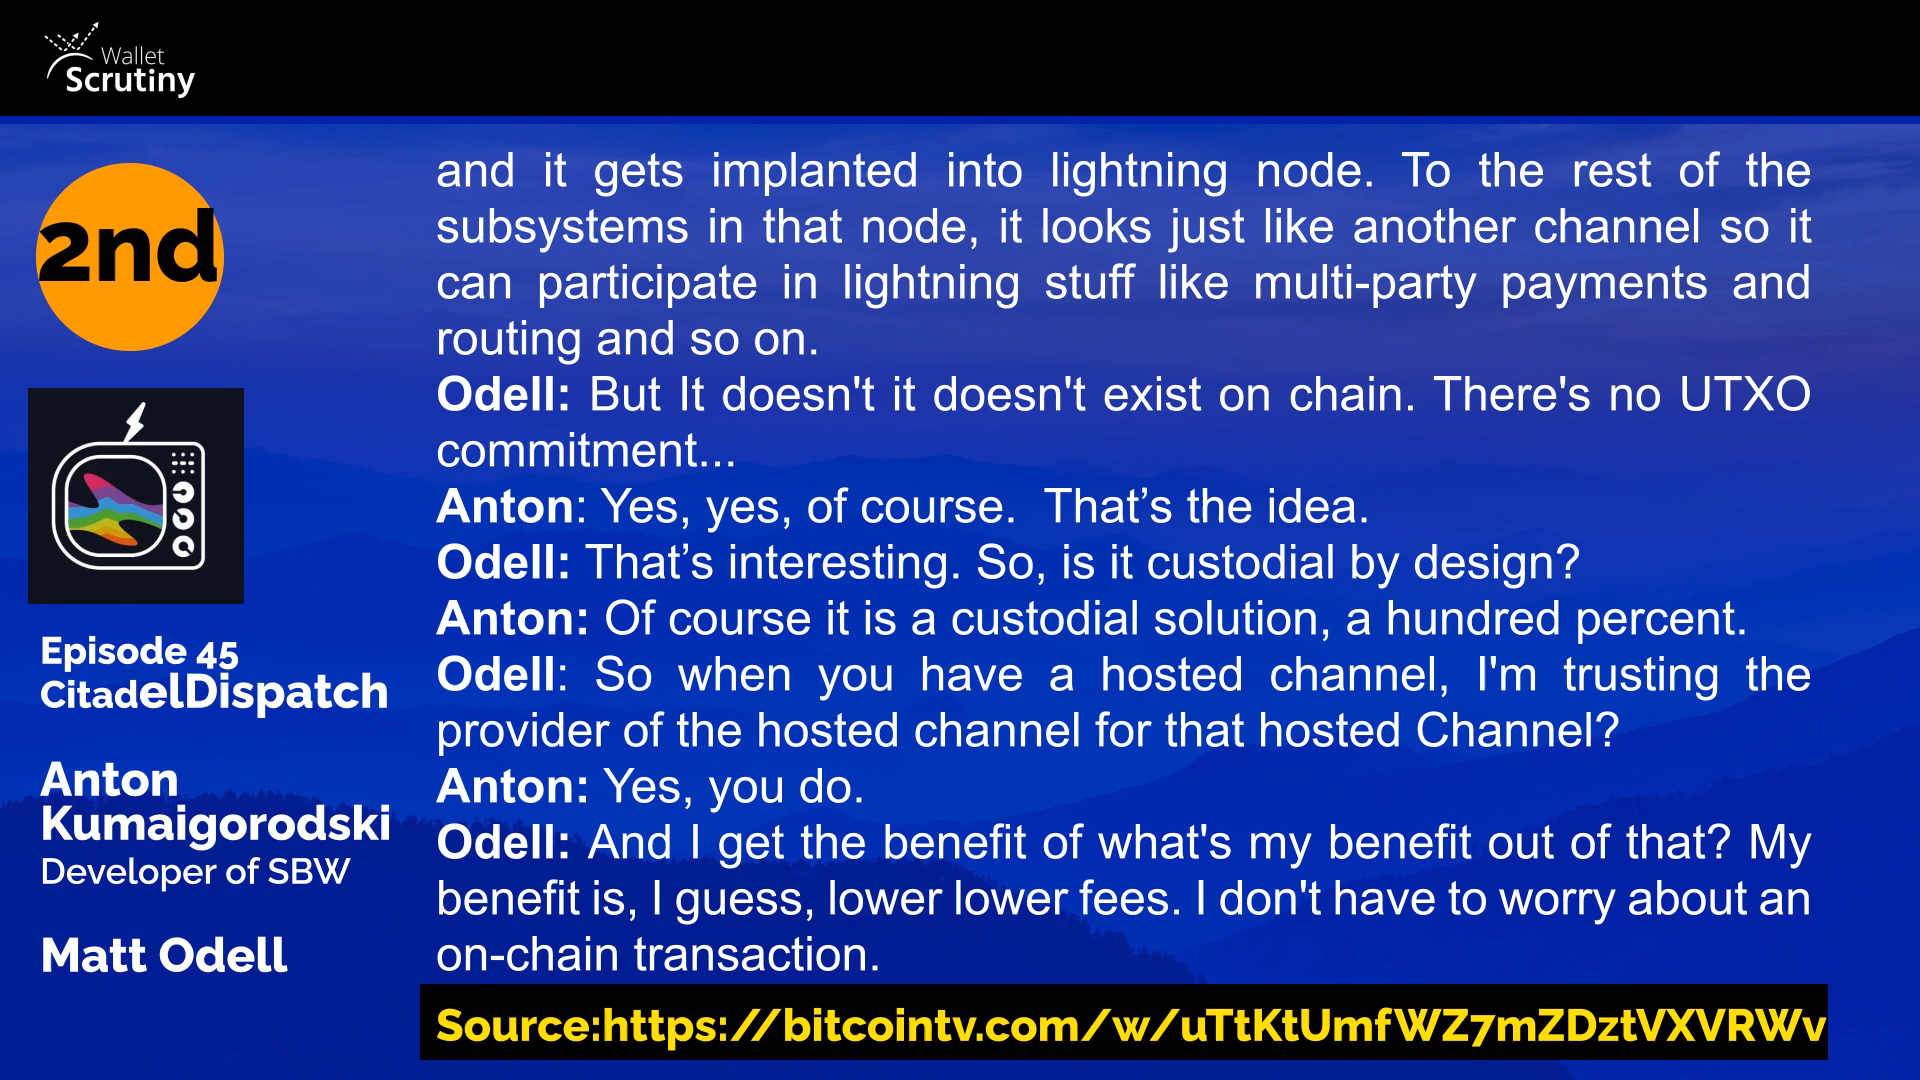 Wallet
Scrutiny
2nd
Episode 45
CitadelDispatch
Anton
Kumaigorodski
Developer of SBW
Matt Odell
and it gets implanted into lightning node. To the rest of the
subsystems in that node, it looks just like another channel so it
can participate in lightning stuff like multi-party payments and
routing and so on.
Odell: But It doesn't it doesn't exist on chain. There's no UTXO
commitment...
Anton: Yes, yes, of course.  That’s the idea.
Odell: That’s interesting. So, is it custodial by design?
Anton: Of course it is a custodial solution, a hundred percent.
Odell: So when you have a hosted channel, I'm trusting the
provider of the hosted channel for that hosted Channel?
Anton: Yes, you do.
Odell: And I get the benefit of what's my benefit out of that? My
benefit is, I guess, lower lower fees. I don't have to worry about an
on-chain transaction.
Source:https://bitcointv.com/w/uTtKtUmfWZ7mZDztVXVRWv